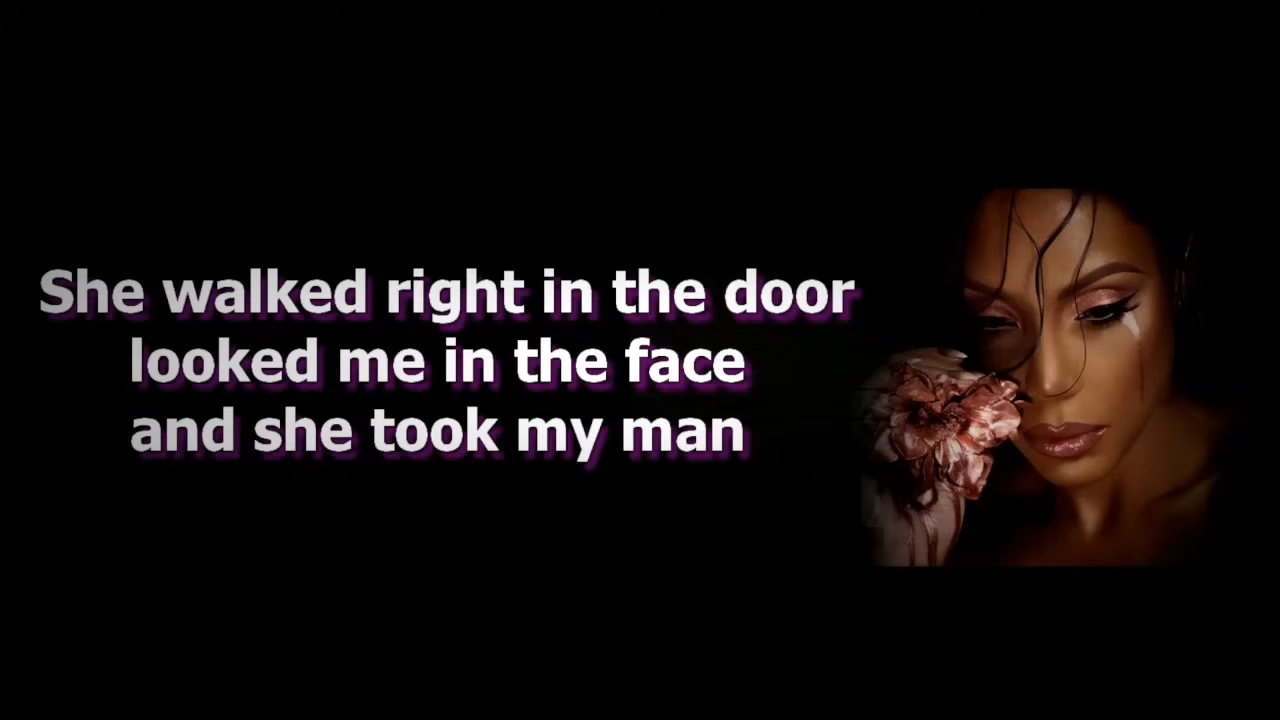 She walked right in the door
looked me in the face
and she took my man